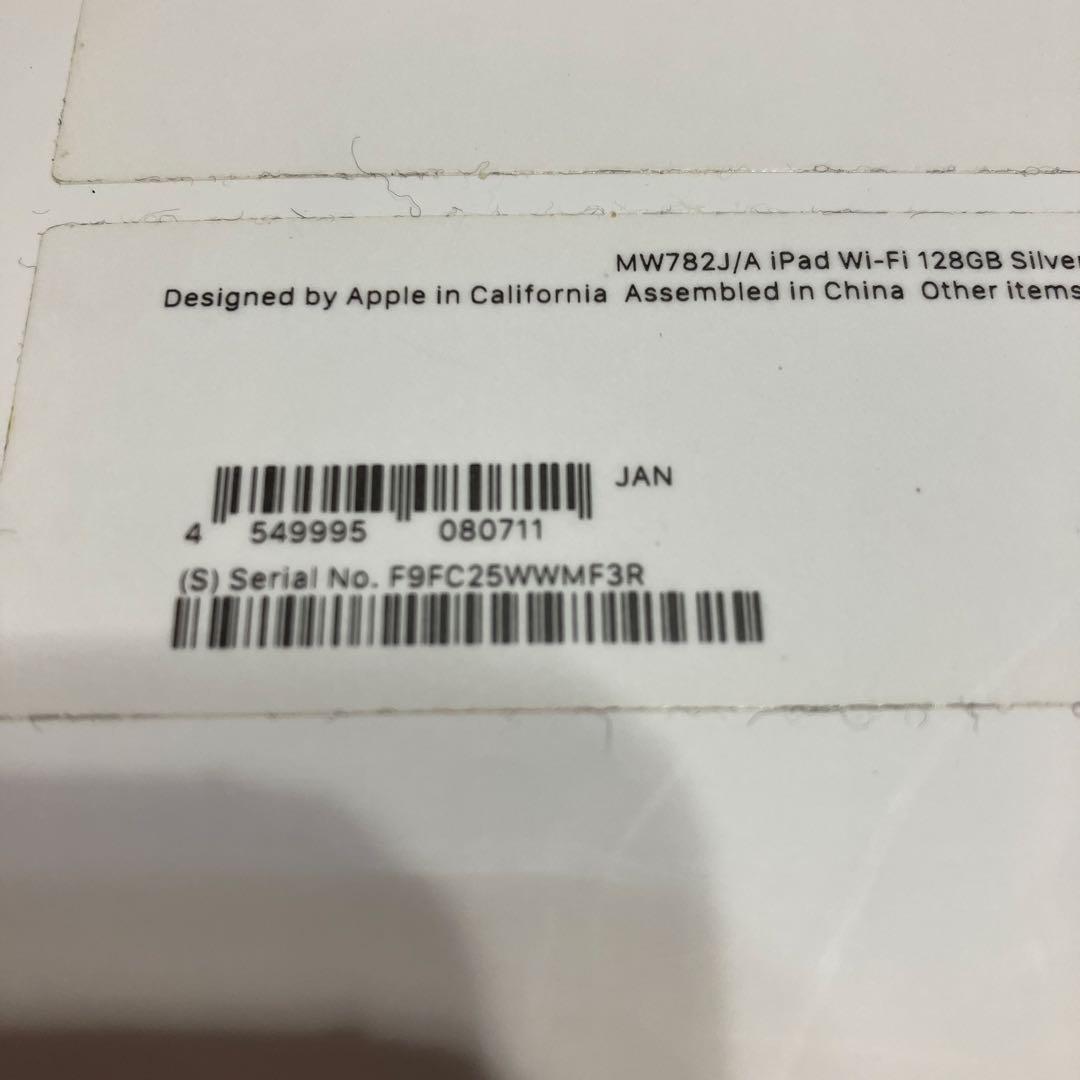 MW782J/A iPad Wi-Fi 128GB Silver
Designed by Apple in California Assembled in China Other items
JAN
4 549995 080711
(S) Serial No. F9FC25WWMF3R